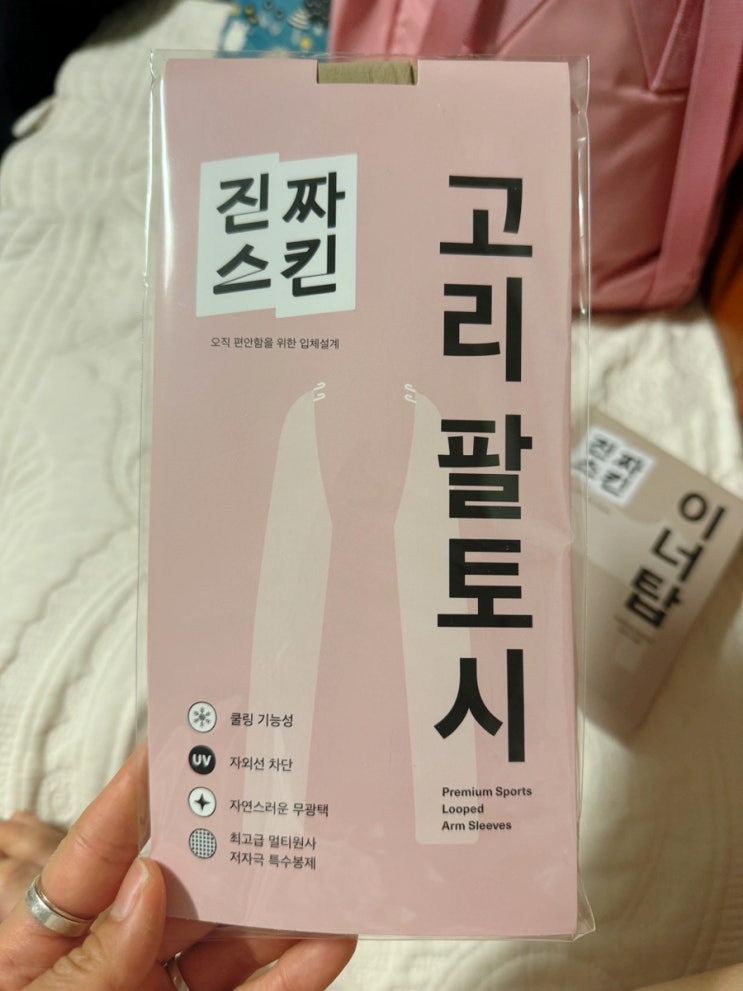 진짜
스킨
오직 편안함을 위한 입체설계
고리 팔토시
쿨링 기능성
UV
자외선 차단
자연스러운 무광택
최고급 멀티원사
저자극 특수봉제
Premium Sports
Looped
Arm Sleeves
진짜
스킨
이너탑